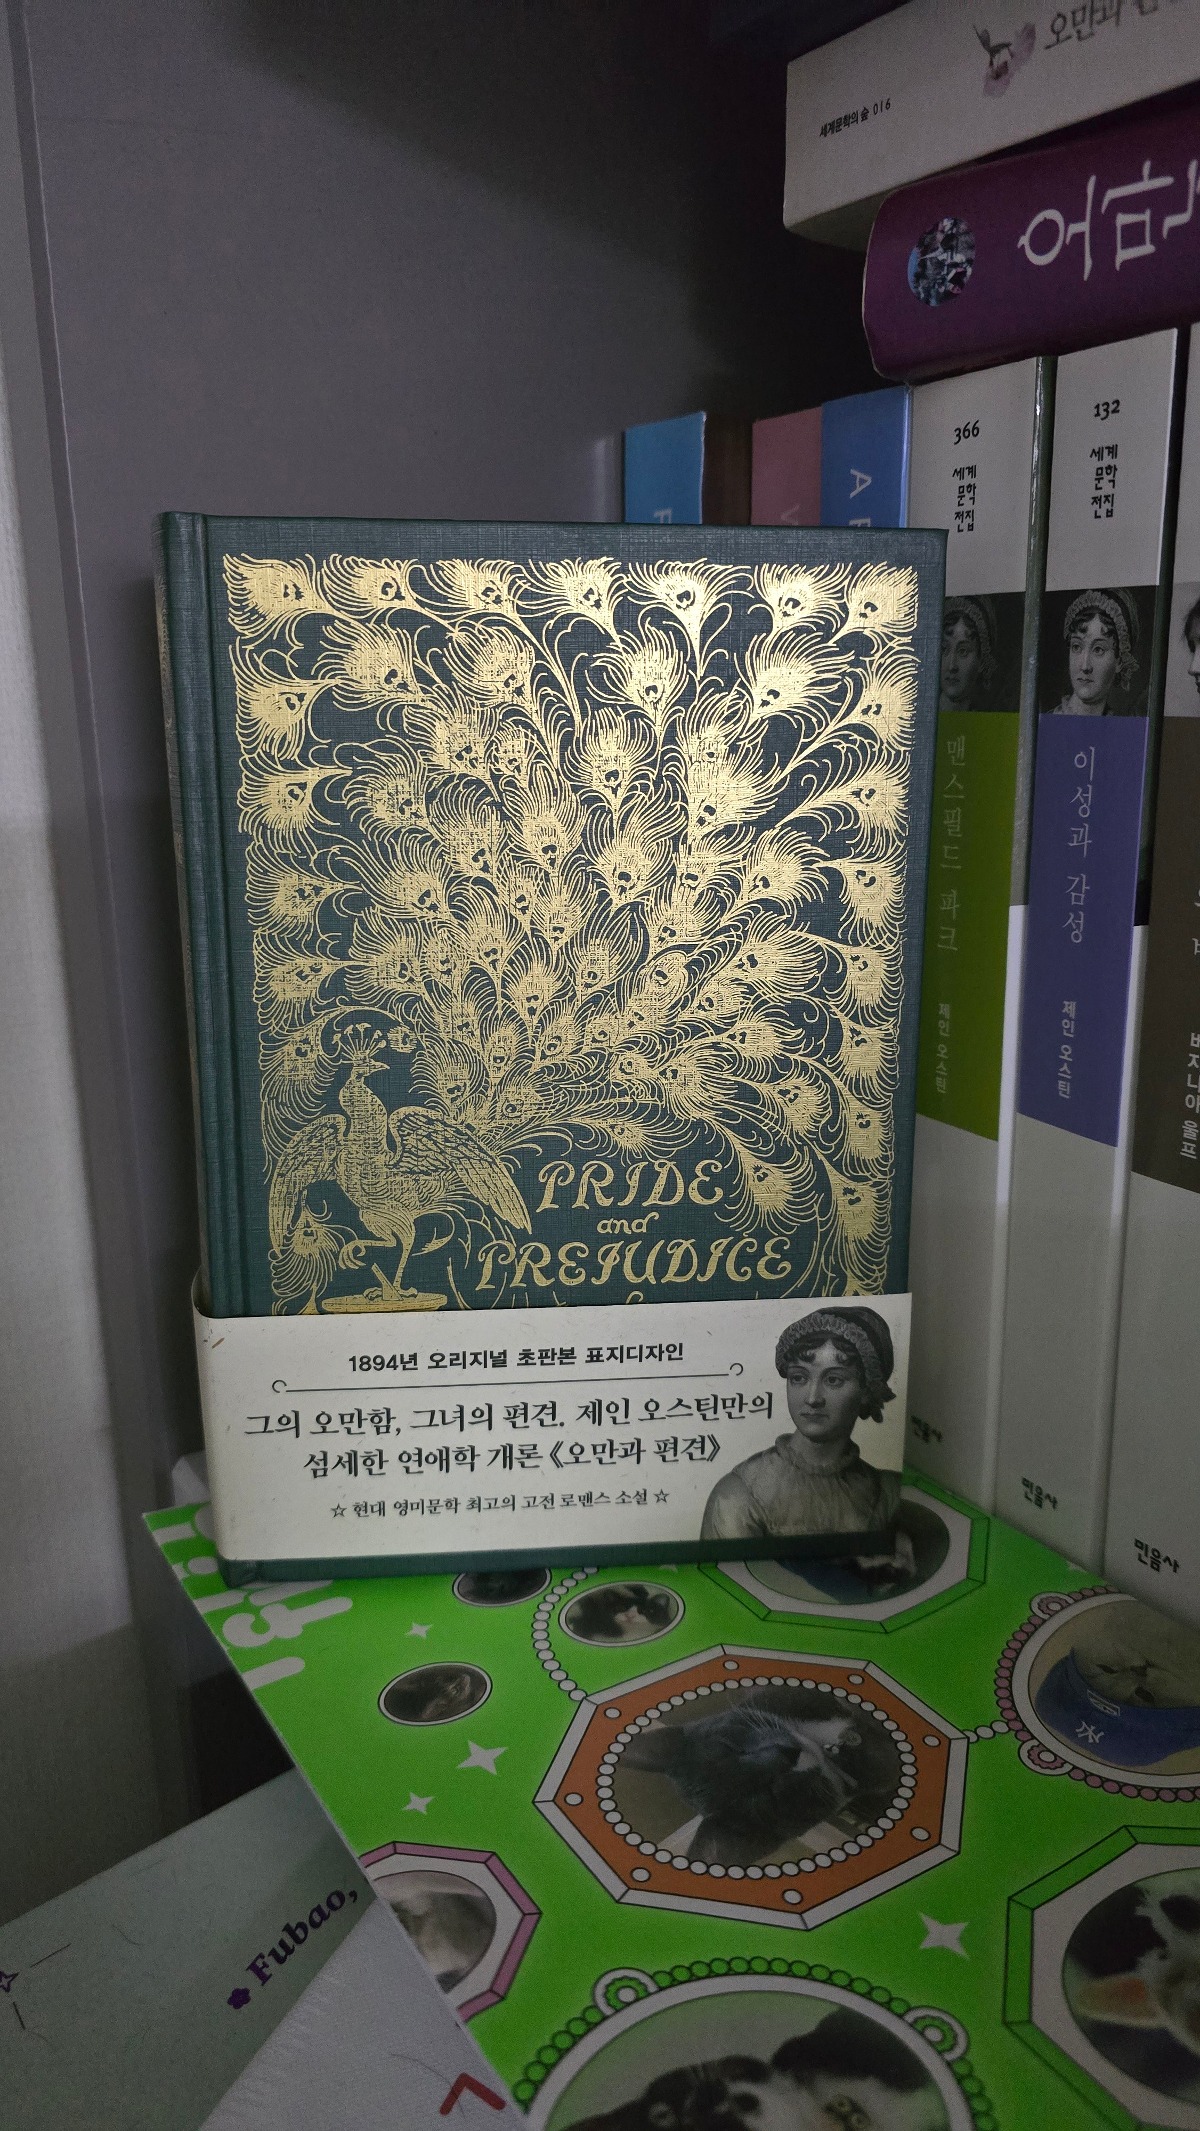 오만과
세계문학의 숲 016
366
세계
문학
전집
132
세계
문학
전집
맨스필드 파크
제인 오스틴
이성과 감성
제인 오스틴
버지니아 울프
PRIDE
and
PREJUDICE
1894년 오리지널 초판본 표지디자인
그의 오만함, 그녀의 편견. 제인 오스틴만의
섬세한 연애학 개론 《오만과 편견》
☆ 현대 영미문학 최고의 고전 로맨스 소설 ☆
민음사
민음사
민음사
Fubao,